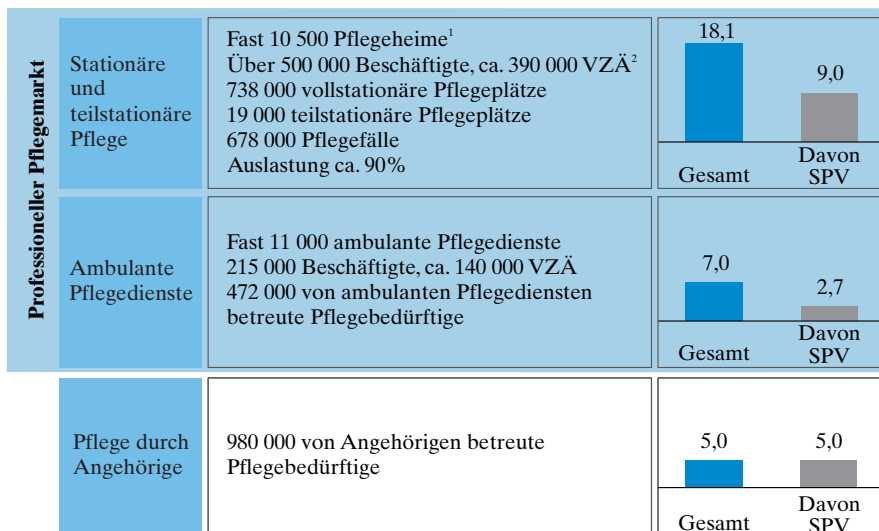 Professioneller Pflegemarkt
Stationäre
und
teilstationäre
Pflege
Fast 10 500 Pflegeheime¹
Über 500 000 Beschäftigte, ca. 390 000 VZÄ²
738 000 vollstationäre Pflegeplätze
19 000 teilstationäre Pflegeplätze
678 000 Pflegefälle
Auslastung ca. 90%
18,1
9,0
Gesamt
Davon
SPV
Ambulante
Pflegedienste
Fast 11 000 ambulante Pflegedienste
215 000 Beschäftigte, ca. 140 000 VZÄ
472 000 von ambulanten Pflegediensten
betreute Pflegebedürftige
7,0
2,7
Gesamt
Davon
SPV
Pflege durch
Angehörige
980 000 von Angehörigen betreute
Pflegebedürftige
5,0
5,0
Gesamt
Davon
SPV